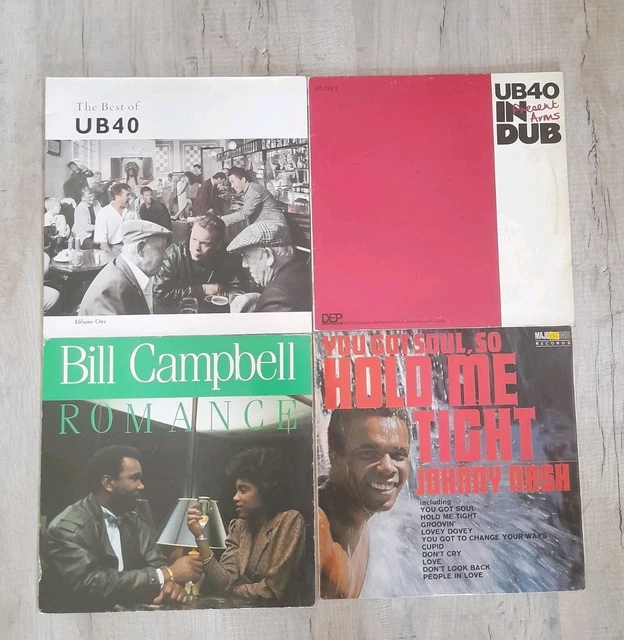 The Best of
UB40
Volume One
UB40
IN
Present
Arms
DUB
DEP
Bill Campbell
ROMANCE
YOU GOT SOUL, SO
HOLD ME
TIGHT
JOHNNY NASH
RECORDS
including
YOU GOT SOUL
HOLD ME TIGHT
GROOVIN'
LOVEY DOVEY
YOU GOT TO CHANGE YOUR WAYS
CUPID
DON'T CRY
LOVE
DON'T LOOK BACK
PEOPLE IN LOVE